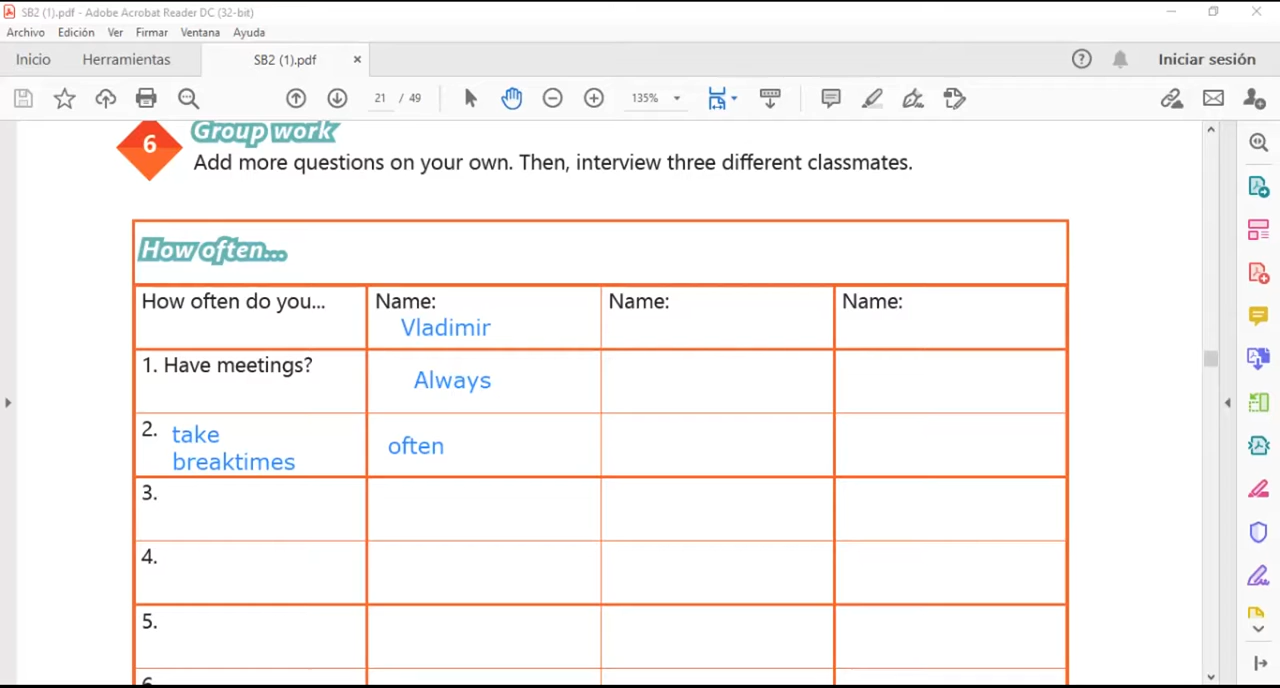 SB2 (1).pdf - Adobe Acrobat Reader DC (32-bit)
Archivo Edición Ver Firmar Ventana Ayuda
Inicio Herramientas SB2 (1).pdf × Iniciar sesión
21 / 49 135%
6 Group work
Add more questions on your own. Then, interview three different classmates.
How often...
How often do you... Name: Name: Name:
Vladimir
1. Have meetings? Always
2. take breaktimes often
3.
4.
5.